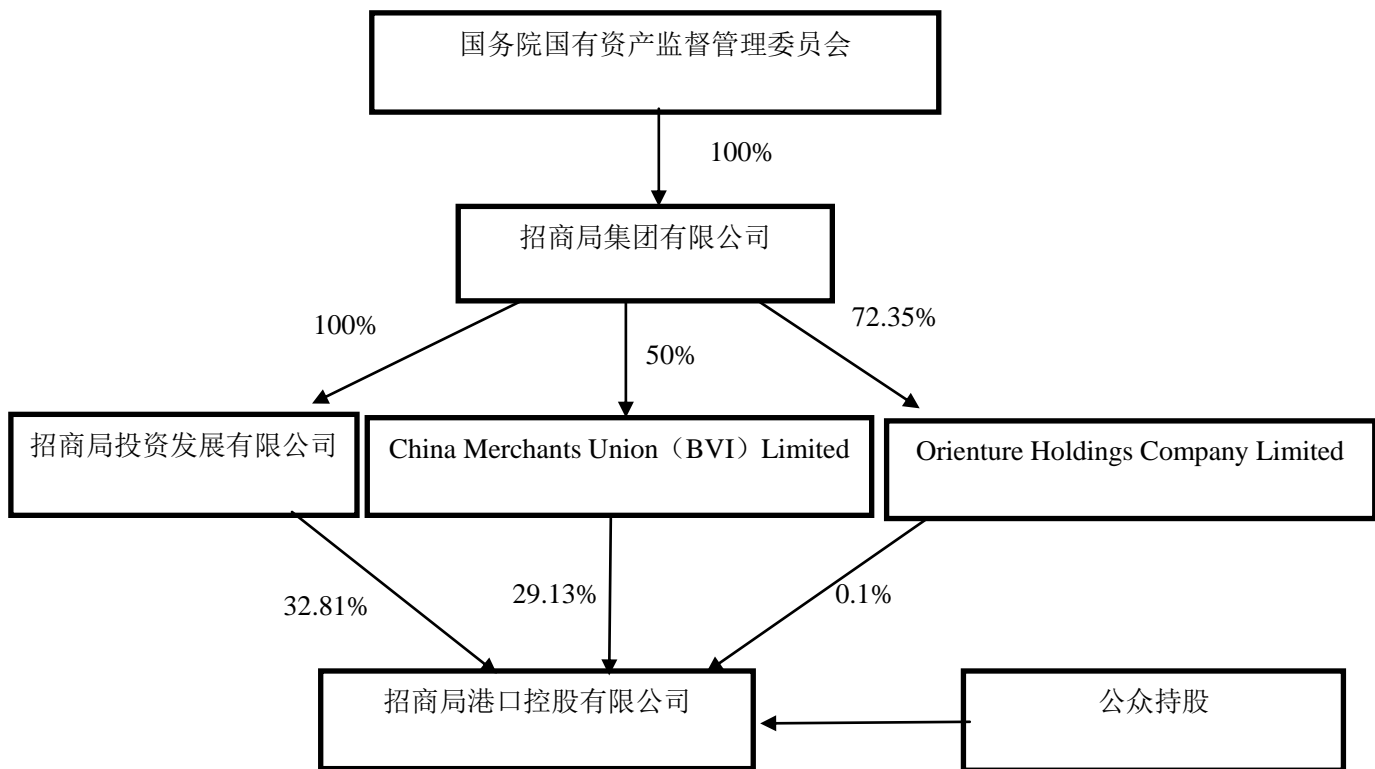 国务院国有资产监督管理委员会
100%
招商局集团有限公司
100%
50%
72.35%
招商局投资发展有限公司
China Merchants Union（BVI）Limited
Orienture Holdings Company Limited
32.81%
29.13%
0.1%
招商局港口控股有限公司
公众持股